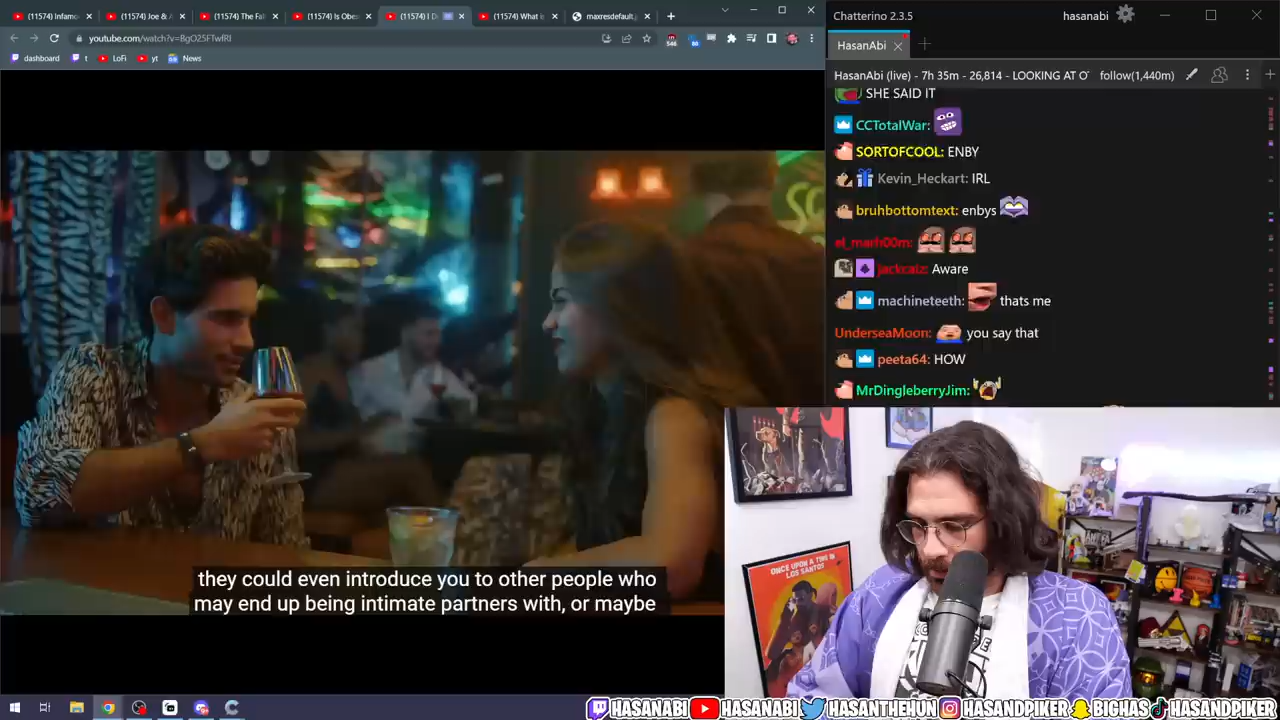 (11574) Infamo
(11574) Joe & A
(11574) The Fal
(11574) Is Obes
(11574) I D
(11574) What i
maxresdefault.j
youtube.com/watch?v=8gO25FTwfRI
dashboard
t
LoFi
yt
News
they could even introduce you to other people who
may end up being intimate partners with, or maybe
Chatterino 2.3.5
hasanabi
HasanAbi
HasanAbi (live) - 7h 35m - 26,814 - LOOKING AT O
follow(1,440m)
SHE SAID IT
CCTotalWar:
SORTOFCOOL: ENBY
Kevin_Heckart: IRL
bruhbottomtext: enbys
el_marh00m:
jackcalz: Aware
machineteeth: thats me
UnderseaMoon: you say that
peeta64: HOW
MrDingleberryJim:
ONCE UPON A TIME IN
LOS SANTOS
HASANABI
HASANABI
HASANTHEHUN
HASANDPIKER
BIGHAS
HASANDPIKER